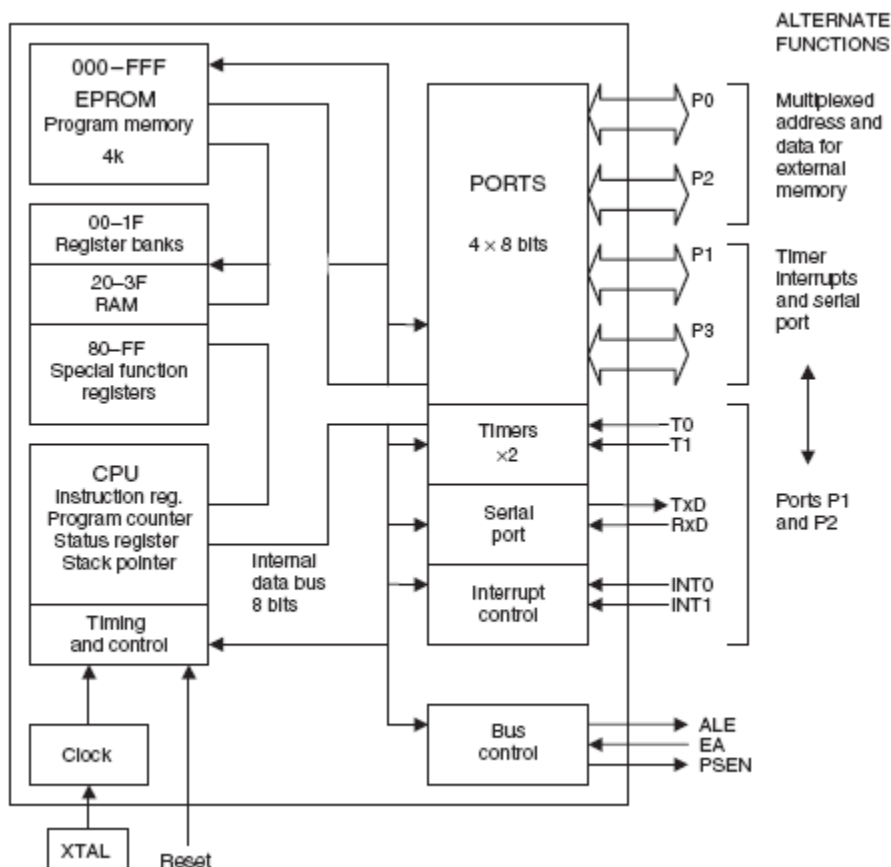 ALTERNATE
FUNCTIONS
000–FFF
EPROM
Program memory
4k
00–1F
Register banks
20–3F
RAM
80–FF
Special function
registers
CPU
Instruction reg.
Program counter
Status register
Stack pointer
Timing
and control
Clock
XTAL
Reset
Internal
data bus
8 bits
PORTS
4 × 8 bits
Timers
×2
Serial
port
Interrupt
control
Bus
control
P0
P2
P1
P3
T0
T1
TxD
RxD
INT0
INT1
ALE
EA
PSEN
Multiplexed
address and
data for
external
memory
Timer
interrupts
and serial
port
Ports P1
and P2